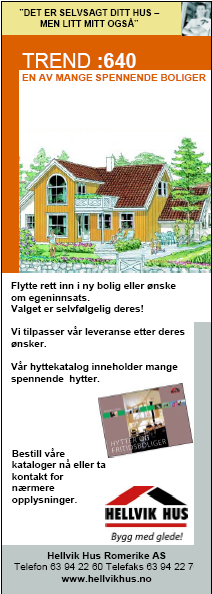 "DET ER SELVSAGT DITT HUS –
MEN LITT MITT OGSÅ"
TREND :640
EN AV MANGE SPENNENDE BOLIGER
Flytte rett inn i ny bolig eller ønske
om egeninnsats.
Valget er selvfølgelig deres!
Vi tilpasser vår leveranse etter deres
ønsker.
Vår hyttekatalog inneholder mange
spennende hytter.
HYTTER OG
FRITIDSBOLIGER
Bestill våre
kataloger nå eller ta
kontakt for
nærmere
opplysninger.
HELLVIK HUS
Bygg med glede!
Hellvik Hus Romerike AS
Telefon 63 94 22 60 Telefaks 63 94 22 7
www.hellvikhus.no